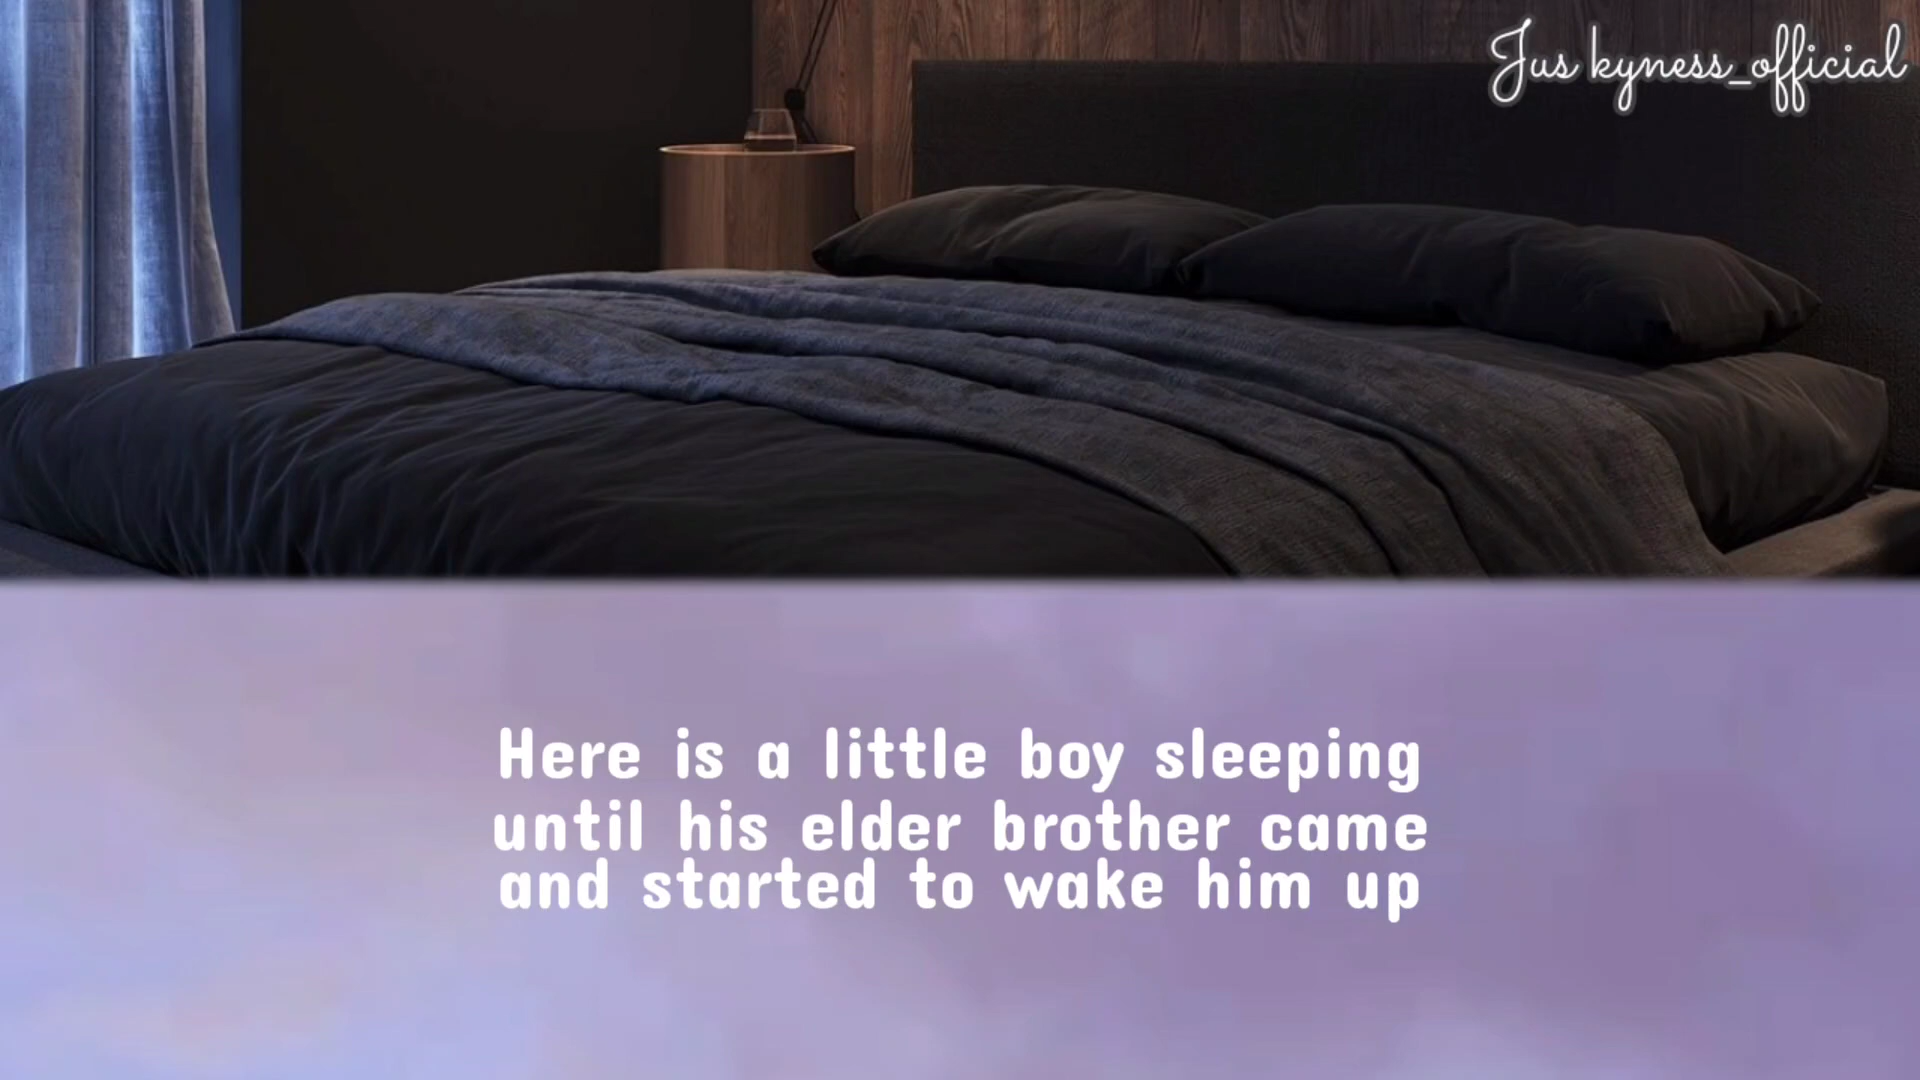 Jus kyness_official
Here is a little boy sleeping
until his elder brother came
and started to wake him up